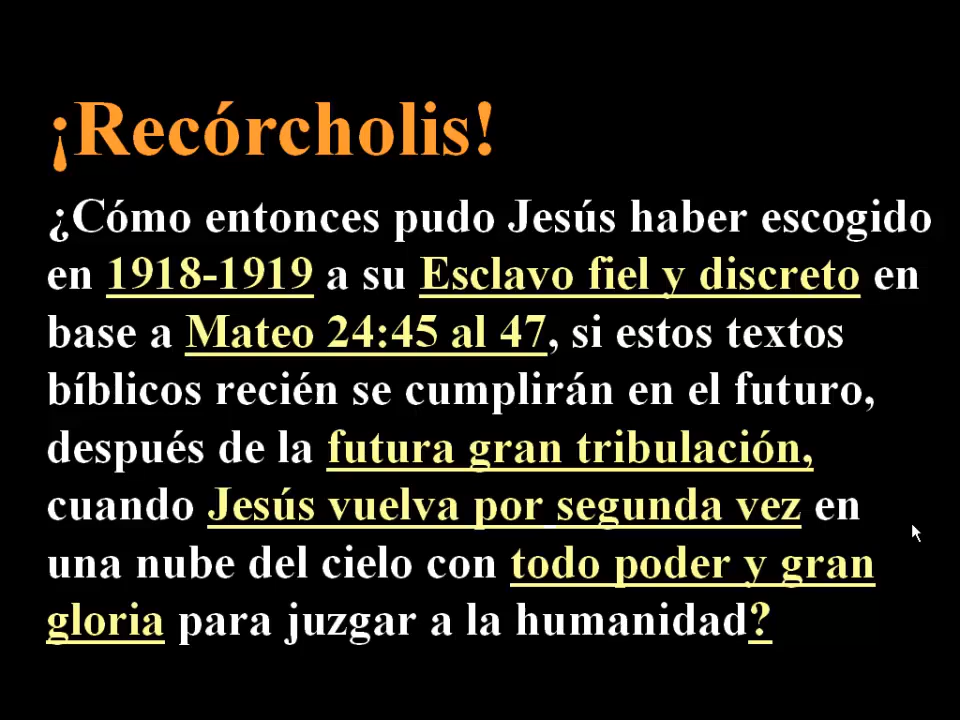 ¡Recórcholis!
¿Cómo entonces pudo Jesús haber escogido
en 1918-1919 a su Esclavo fiel y discreto en
base a Mateo 24:45 al 47, si estos textos
bíblicos recién se cumplirán en el futuro,
después de la futura gran tribulación,
cuando Jesús vuelva por segunda vez en
una nube del cielo con todo poder y gran
gloria para juzgar a la humanidad?